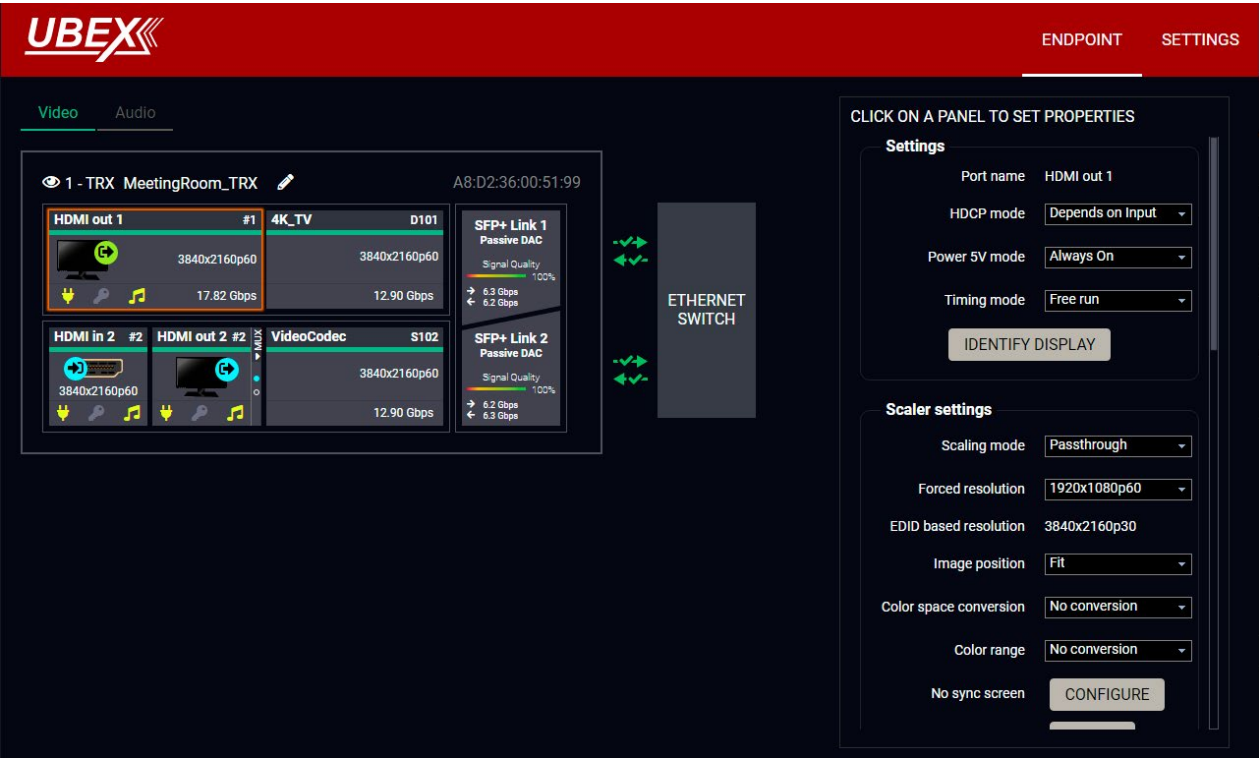 UBEX
ENDPOINT SETTINGS
Video Audio
1 - TRX MeetingRoom_TRX A8:D2:36:00:51:99
HDMI out 1 #1
3840x2160p60
17.82 Gbps
4K_TV D101
3840x2160p60
12.90 Gbps
HDMI in 2 #2
3840x2160p60
HDMI out 2 #2
MUX
VideoCodec S102
3840x2160p60
12.90 Gbps
SFP+ Link 1
Passive DAC
Signal Quality
100%
→ 6.3 Gbps
← 6.2 Gbps
SFP+ Link 2
Passive DAC
Signal Quality
100%
→ 6.2 Gbps
← 6.3 Gbps
ETHERNET
SWITCH
CLICK ON A PANEL TO SET PROPERTIES
Settings
Port name HDMI out 1
HDCP mode Depends on Input
Power 5V mode Always On
Timing mode Free run
IDENTIFY DISPLAY
Scaler settings
Scaling mode Passthrough
Forced resolution 1920x1080p60
EDID based resolution 3840x2160p30
Image position Fit
Color space conversion No conversion
Color range No conversion
No sync screen CONFIGURE